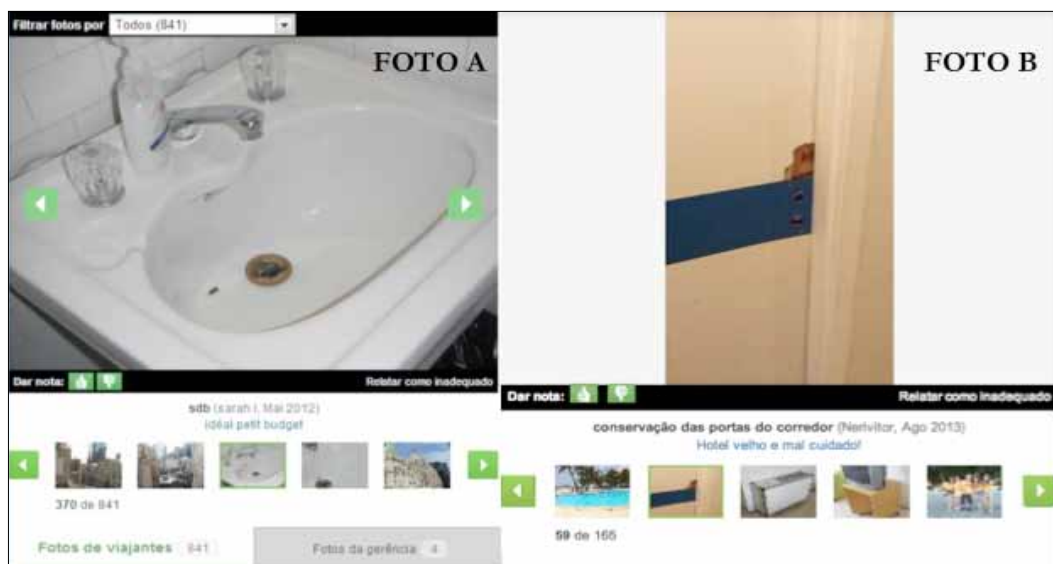 Filtrar fotos por Todos (841)
FOTO A
Dar nota: Relatar como inadequado
sdb (sarah l. Mai 2012)
idéal petit budget
370 de 841
Fotos de viajantes 841
Fotos da gerência 4
FOTO B
Dar nota: Relatar como inadequado
conservação das portas do corredor (Nerivitor, Ago 2013)
Hotel velho e mal cuidado!
59 de 165